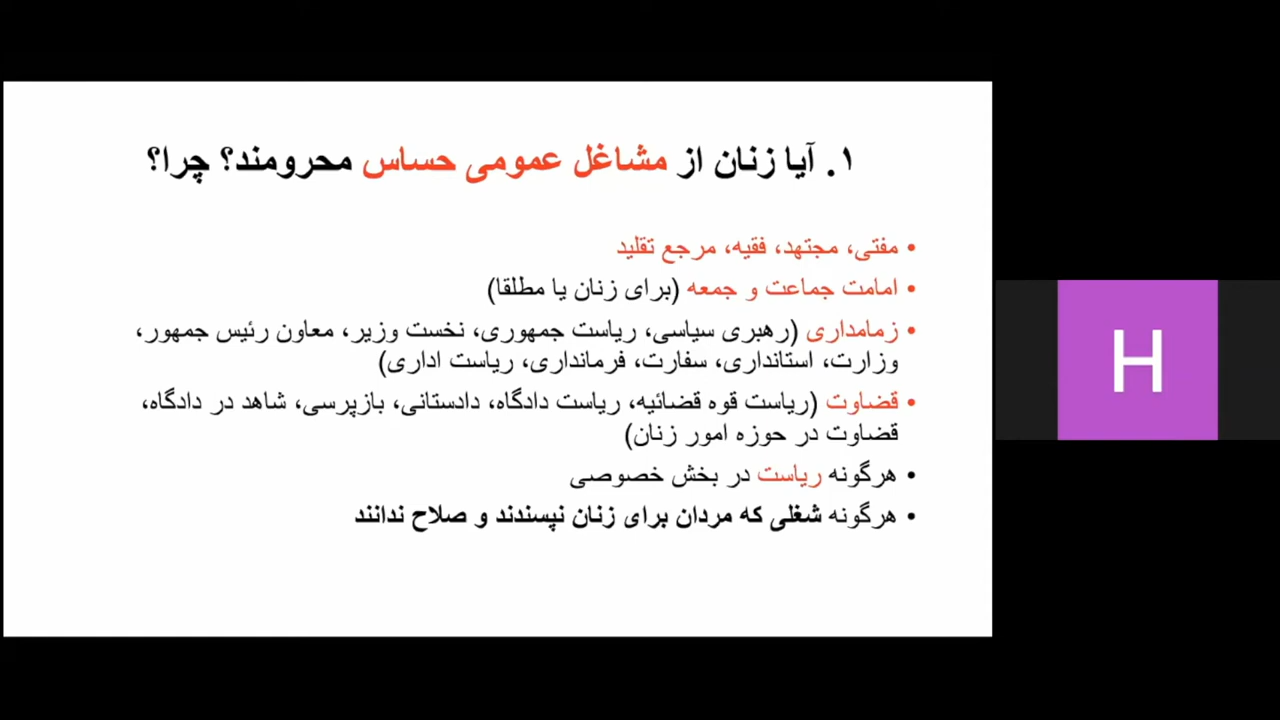 ۱. آیا زنان از مشاغل عمومی حساس محرومند؟ چرا؟
• مفتی، مجتهد، فقیه، مرجع تقلید
• امامت جماعت و جمعه (برای زنان یا مطلقا)
• زمامداری (رهبری سیاسی، ریاست جمهوری، نخست وزیر، معاون رئیس جمهور،
وزارت، استانداری، سفارت، فرمانداری، ریاست اداری)
• قضاوت (ریاست قوه قضائیه، ریاست دادگاه، دادستانی، بازپرسی، شاهد در دادگاه،
قضاوت در حوزه امور زنان)
• هرگونه ریاست در بخش خصوصی
• هرگونه شغلی که مردان برای زنان نپسندند و صلاح ندانند
H